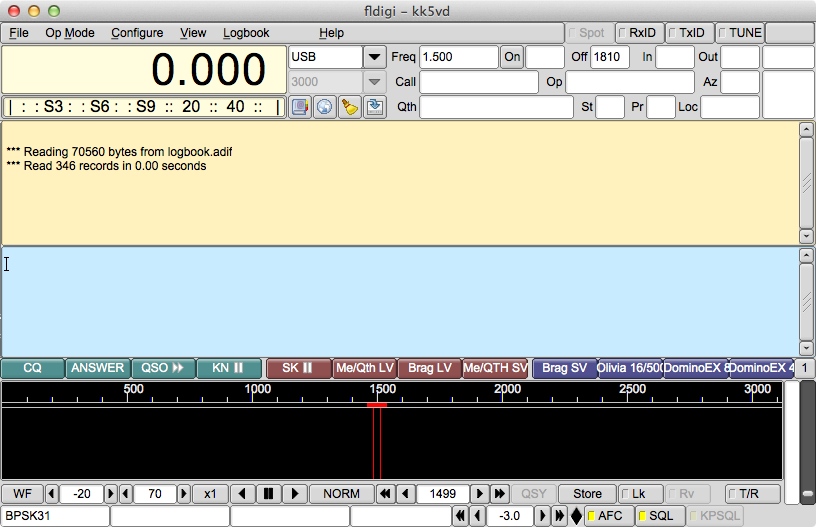 fldigi - kk5vd
File Op Mode Configure View Logbook Help Spot RxID TxID TUNE
0.000 USB Freq 1.500 On Off 1810 In Out
3000 Call Op Az
| : : S3 : : S6 : : S9 :: 20 :: 40 :: | Qth St Pr Loc
*** Reading 70560 bytes from logbook.adif
*** Read 346 records in 0.00 seconds
CQ ANSWER QSO KN SK Me/Qth LV Brag LV Me/QTH SV Brag SV Olivia 16/500 DominoEX 8 DominoEX 4 1
500 1000 1500 2000 2500 3000
WF -20 70 x1 NORM 1499 QSY Store Lk Rv T/R
BPSK31 -3.0 AFC SQL KPSQL